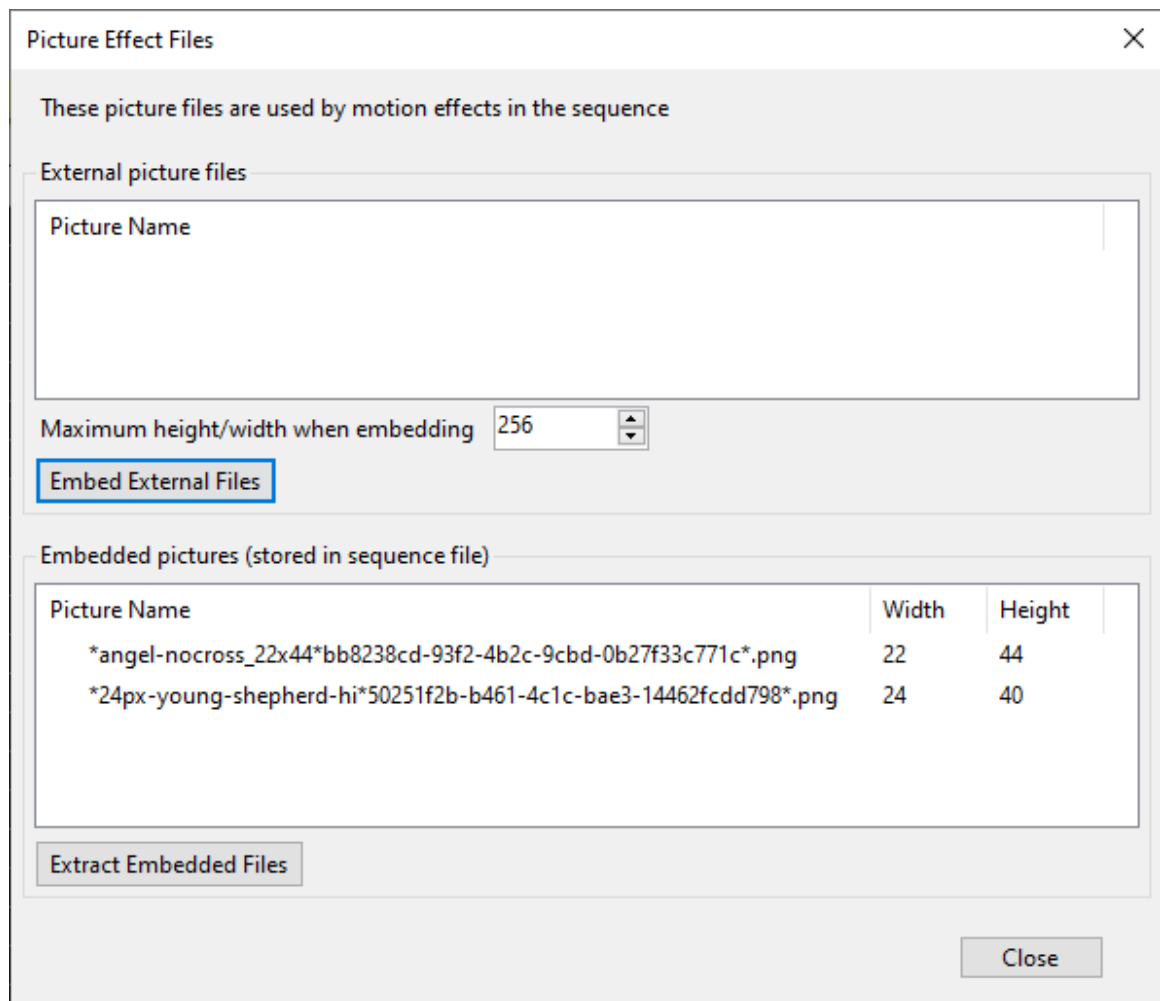 Picture Effect Files
These picture files are used by motion effects in the sequence
External picture files
Picture Name
Maximum height/width when embedding 256
Embed External Files
Embedded pictures (stored in sequence file)
Picture Name Width Height
*angel-nocross_22x44*bb8238cd-93f2-4b2c-9cbd-0b27f33c771c*.png 22 44
*24px-young-shepherd-hi*50251f2b-b461-4c1c-bae3-14462fcdd798*.png 24 40
Extract Embedded Files
Close